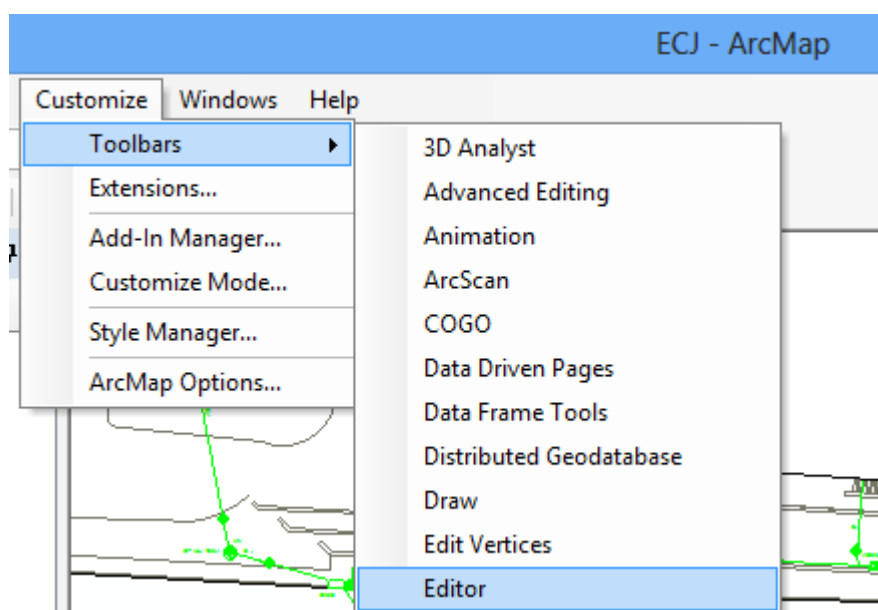 ECJ - ArcMap
Customize Windows Help
Toolbars
Extensions...
Add-In Manager...
Customize Mode...
Style Manager...
ArcMap Options...
3D Analyst
Advanced Editing
Animation
ArcScan
COGO
Data Driven Pages
Data Frame Tools
Distributed Geodatabase
Draw
Edit Vertices
Editor